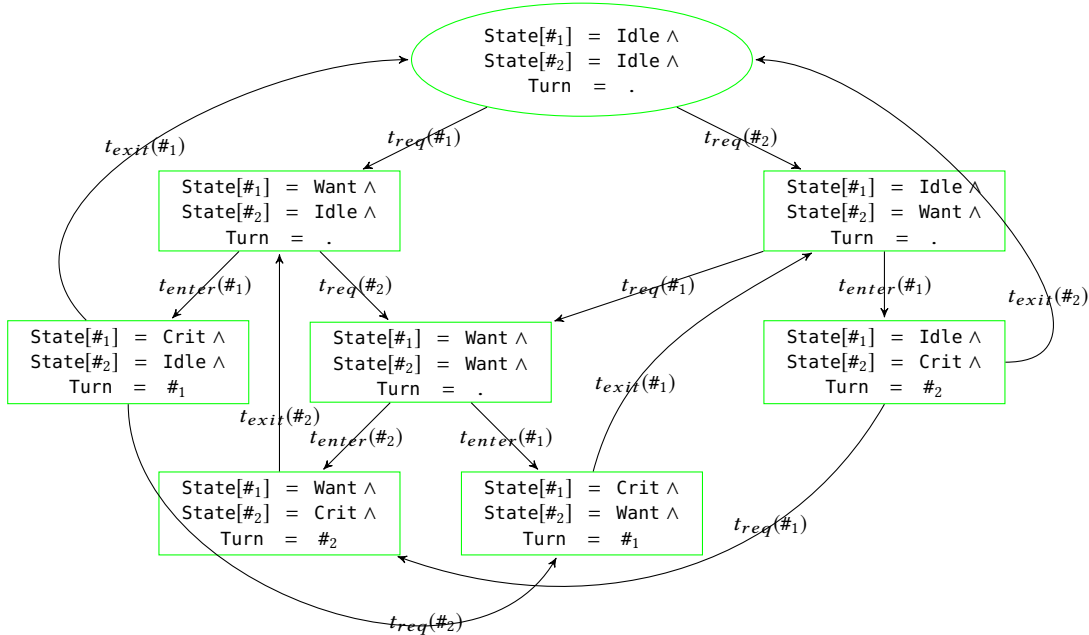 State[#₁] = Idle ∧
State[#₂] = Idle ∧
Turn = .
t_exit(#₁)
t_req(#₁)
t_req(#₂)
State[#₁] = Want ∧
State[#₂] = Idle ∧
Turn = .
State[#₁] = Idle ∧
State[#₂] = Want ∧
Turn = .
t_enter(#₁)
t_req(#₂)
t_req(#₁)
t_enter(#₁)
t_exit(#₂)
State[#₁] = Crit ∧
State[#₂] = Idle ∧
Turn = #₁
State[#₁] = Want ∧
State[#₂] = Want ∧
Turn = .
State[#₁] = Idle ∧
State[#₂] = Crit ∧
Turn = #₂
t_exit(#₁)
t_exit(#₂)
t_enter(#₂)
t_enter(#₁)
State[#₁] = Want ∧
State[#₂] = Crit ∧
Turn = #₂
State[#₁] = Crit ∧
State[#₂] = Want ∧
Turn = #₁
t_req(#₁)
t_req(#₂)